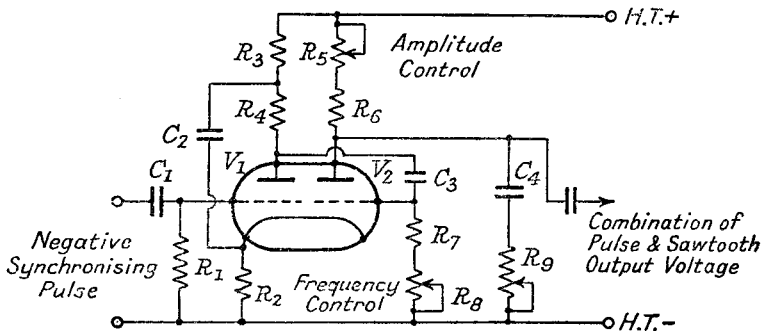 H.T.+
R3
R5
Amplitude
Control
R4
R6
C2
V1
V2
C1
C3
C4
Negative
Synchronising
Pulse
R1
R2
R7
Frequency
Control
R8
R9
Combination of
Pulse & Sawtooth
Output Voltage
H.T.-